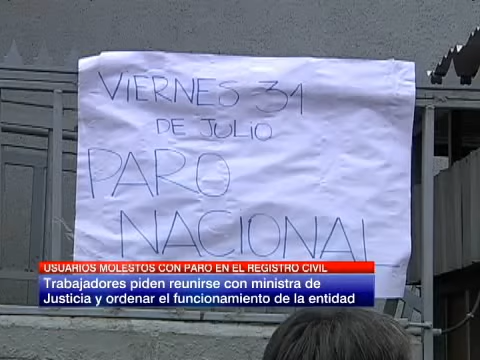 VIERNES 31
DE JULIO
PARO
NACIONAL
USUARIOS MOLESTOS CON PARO EN EL REGISTRO CIVIL
Trabajadores piden reunirse con ministra de
Justicia y ordenar el funcionamiento de la entidad